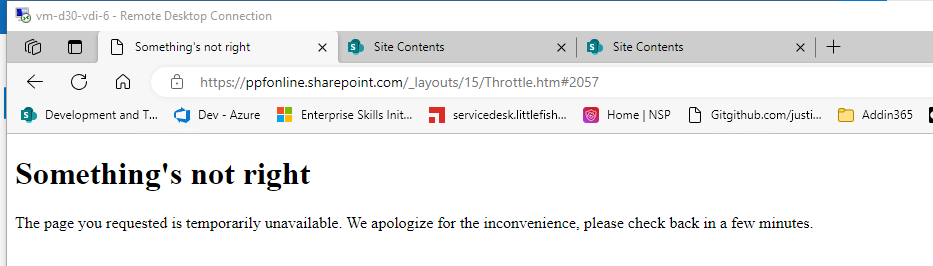 vm-d30-vdi-6 - Remote Desktop Connection
Something's not right
Site Contents
Site Contents
https://ppfonline.sharepoint.com/_layouts/15/Throttle.htm#2057
Development and T...
Dev - Azure
Enterprise Skills Init...
servicedesk.littlefish...
Home | NSP
Gitgithub.com/justi...
Addin365
Something's not right
The page you requested is temporarily unavailable. We apologize for the inconvenience, please check back in a few minutes.